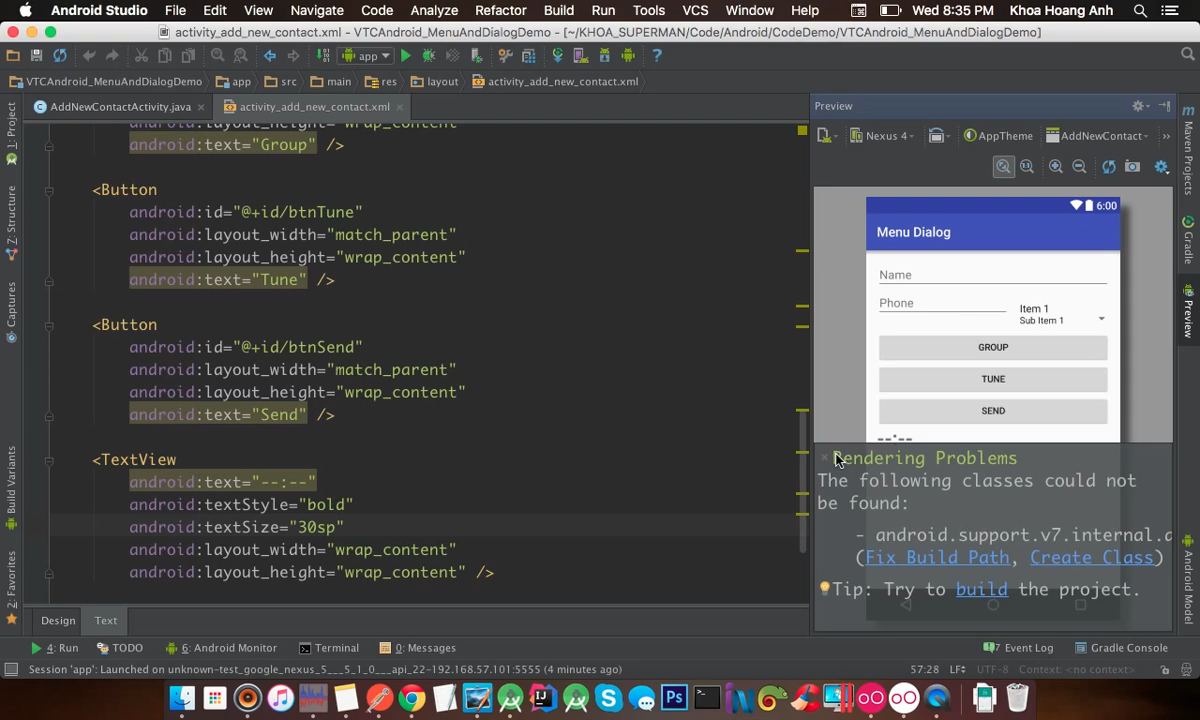 Android Studio File Edit View Navigate Code Analyze Refactor Build Run Tools VCS Window Help Wed 8:35 PM Khoa Hoang Anh
activity_add_new_contact.xml - VTCAndroid_MenuAndDialogDemo - [~/KHOA_SUPERMAN/Code/Android/CodeDemo/VTCAndroid_MenuAndDialogDemo]
app
VTCAndroid_MenuAndDialogDemo app src main res layout activity_add_new_contact.xml
AddNewContactActivity.java activity_add_new_contact.xml
1: Project
7: Structure
Captures
Build Variants
2: Favorites
android:layout_height="wrap_content"
android:text="Group" />
<Button
android:id="@+id/btnTune"
android:layout_width="match_parent"
android:layout_height="wrap_content"
android:text="Tune" />
<Button
android:id="@+id/btnSend"
android:layout_width="match_parent"
android:layout_height="wrap_content"
android:text="Send" />
<TextView
android:text="--:--"
android:textStyle="bold"
android:textSize="30sp"
android:layout_width="wrap_content"
android:layout_height="wrap_content" />
Design Text
Preview
Nexus 4 AppTheme AddNewContact »
6:00
Menu Dialog
Name
Phone
Item 1
Sub Item 1
GROUP
TUNE
SEND
--:--
Rendering Problems
The following classes could not
be found:
- android.support.v7.internal.a
(Fix Build Path, Create Class)
Tip: Try to build the project.
Maven Projects
Gradle
Preview
Android Model
4: Run TODO 6: Android Monitor Terminal 0: Messages 7 Event Log Gradle Console
Session 'app': Launched on unknown-test_google_nexus_5___5_1_0___api_22-192.168.57.101:5555 (4 minutes ago) 57:28 LF UTF-8 Context: <no context>
Ps